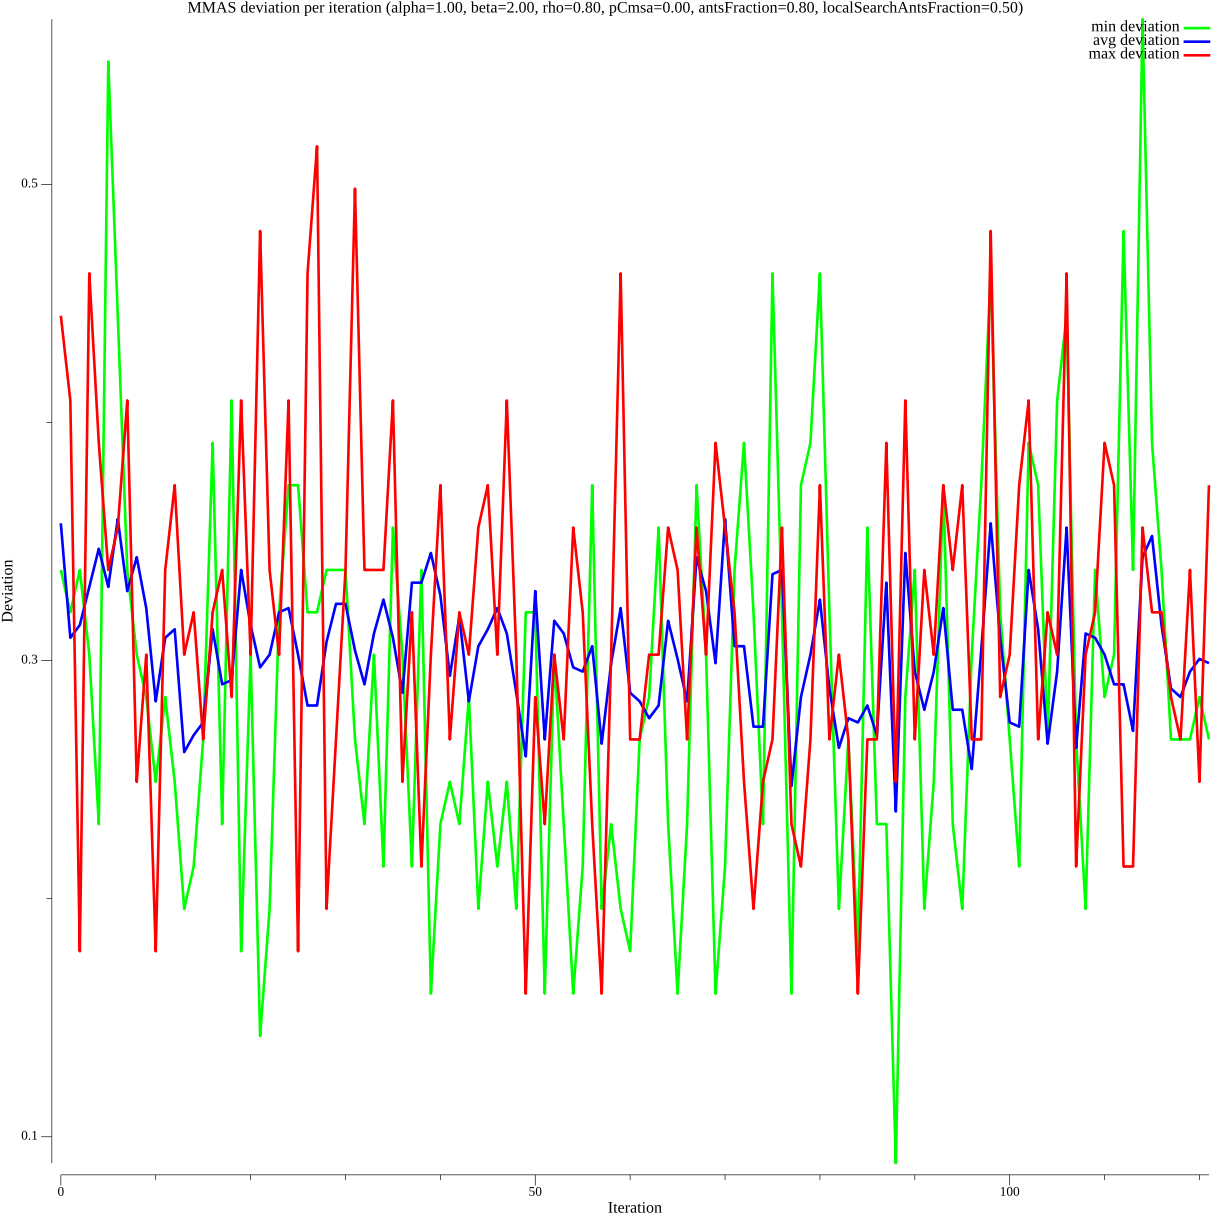 MMAS deviation per iteration (alpha=1.00, beta=2.00, rho=0.80, pCmsa=0.00, antsFraction=0.80, localSearchAntsFraction=0.50)
min deviation
avg deviation
max deviation
0.5
0.3
0.1
Deviation
0
50
100
Iteration